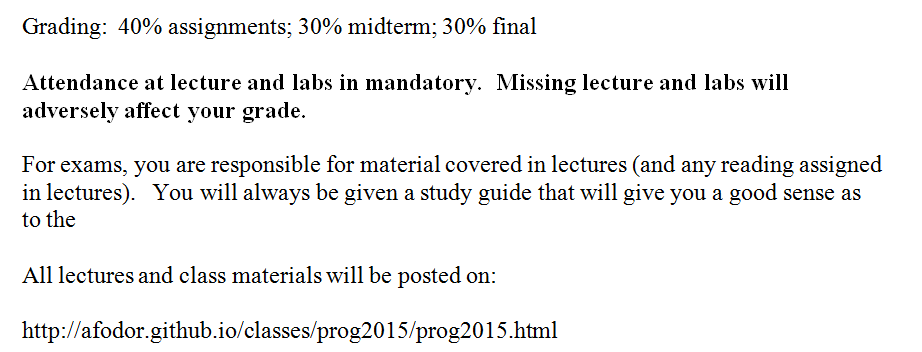 Grading:  40% assignments; 30% midterm; 30% final
Attendance at lecture and labs in mandatory.  Missing lecture and labs will
adversely affect your grade.
For exams, you are responsible for material covered in lectures (and any reading assigned
in lectures).   You will always be given a study guide that will give you a good sense as
to the
All lectures and class materials will be posted on:
http://afodor.github.io/classes/prog2015/prog2015.html